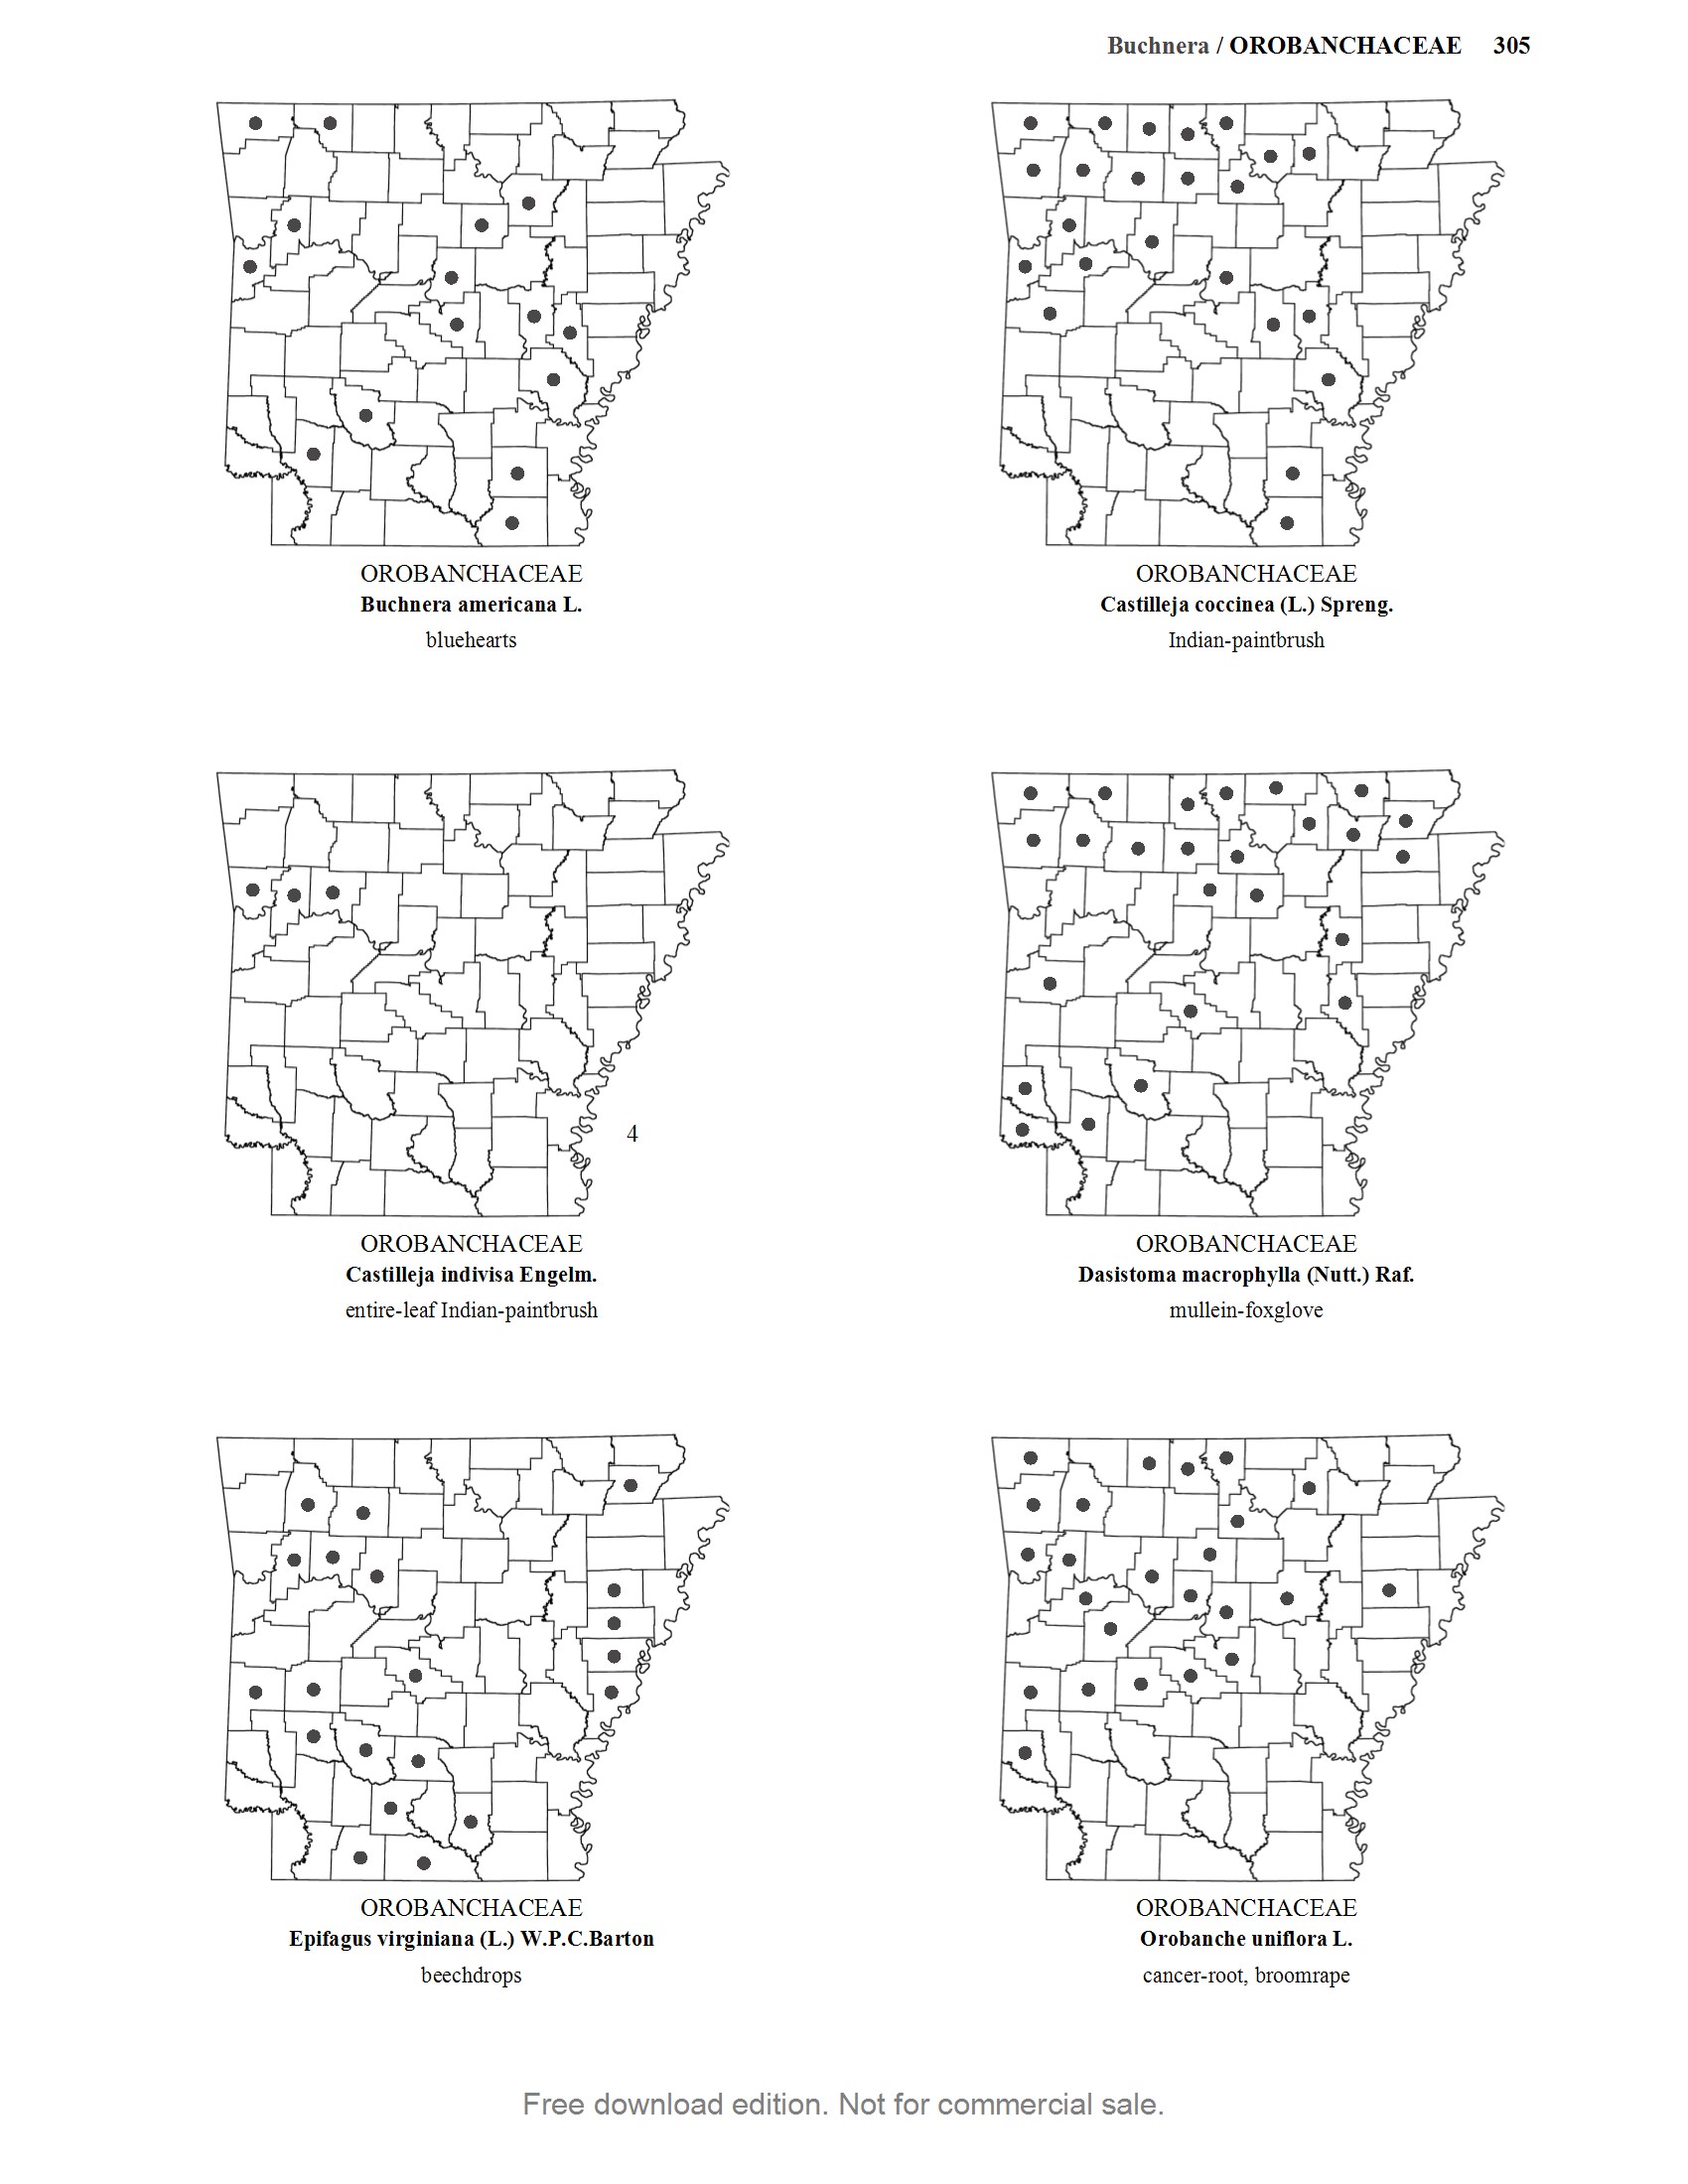 Buchnera / OROBANCHACEAE 305
OROBANCHACEAE
Buchnera americana L.
bluehearts
OROBANCHACEAE
Castilleja coccinea (L.) Spreng.
Indian-paintbrush
4
OROBANCHACEAE
Castilleja indivisa Engelm.
entire-leaf Indian-paintbrush
OROBANCHACEAE
Dasistoma macrophylla (Nutt.) Raf.
mullein-foxglove
OROBANCHACEAE
Epifagus virginiana (L.) W.P.C.Barton
beechdrops
OROBANCHACEAE
Orobanche uniflora L.
cancer-root, broomrape
Free download edition. Not for commercial sale.